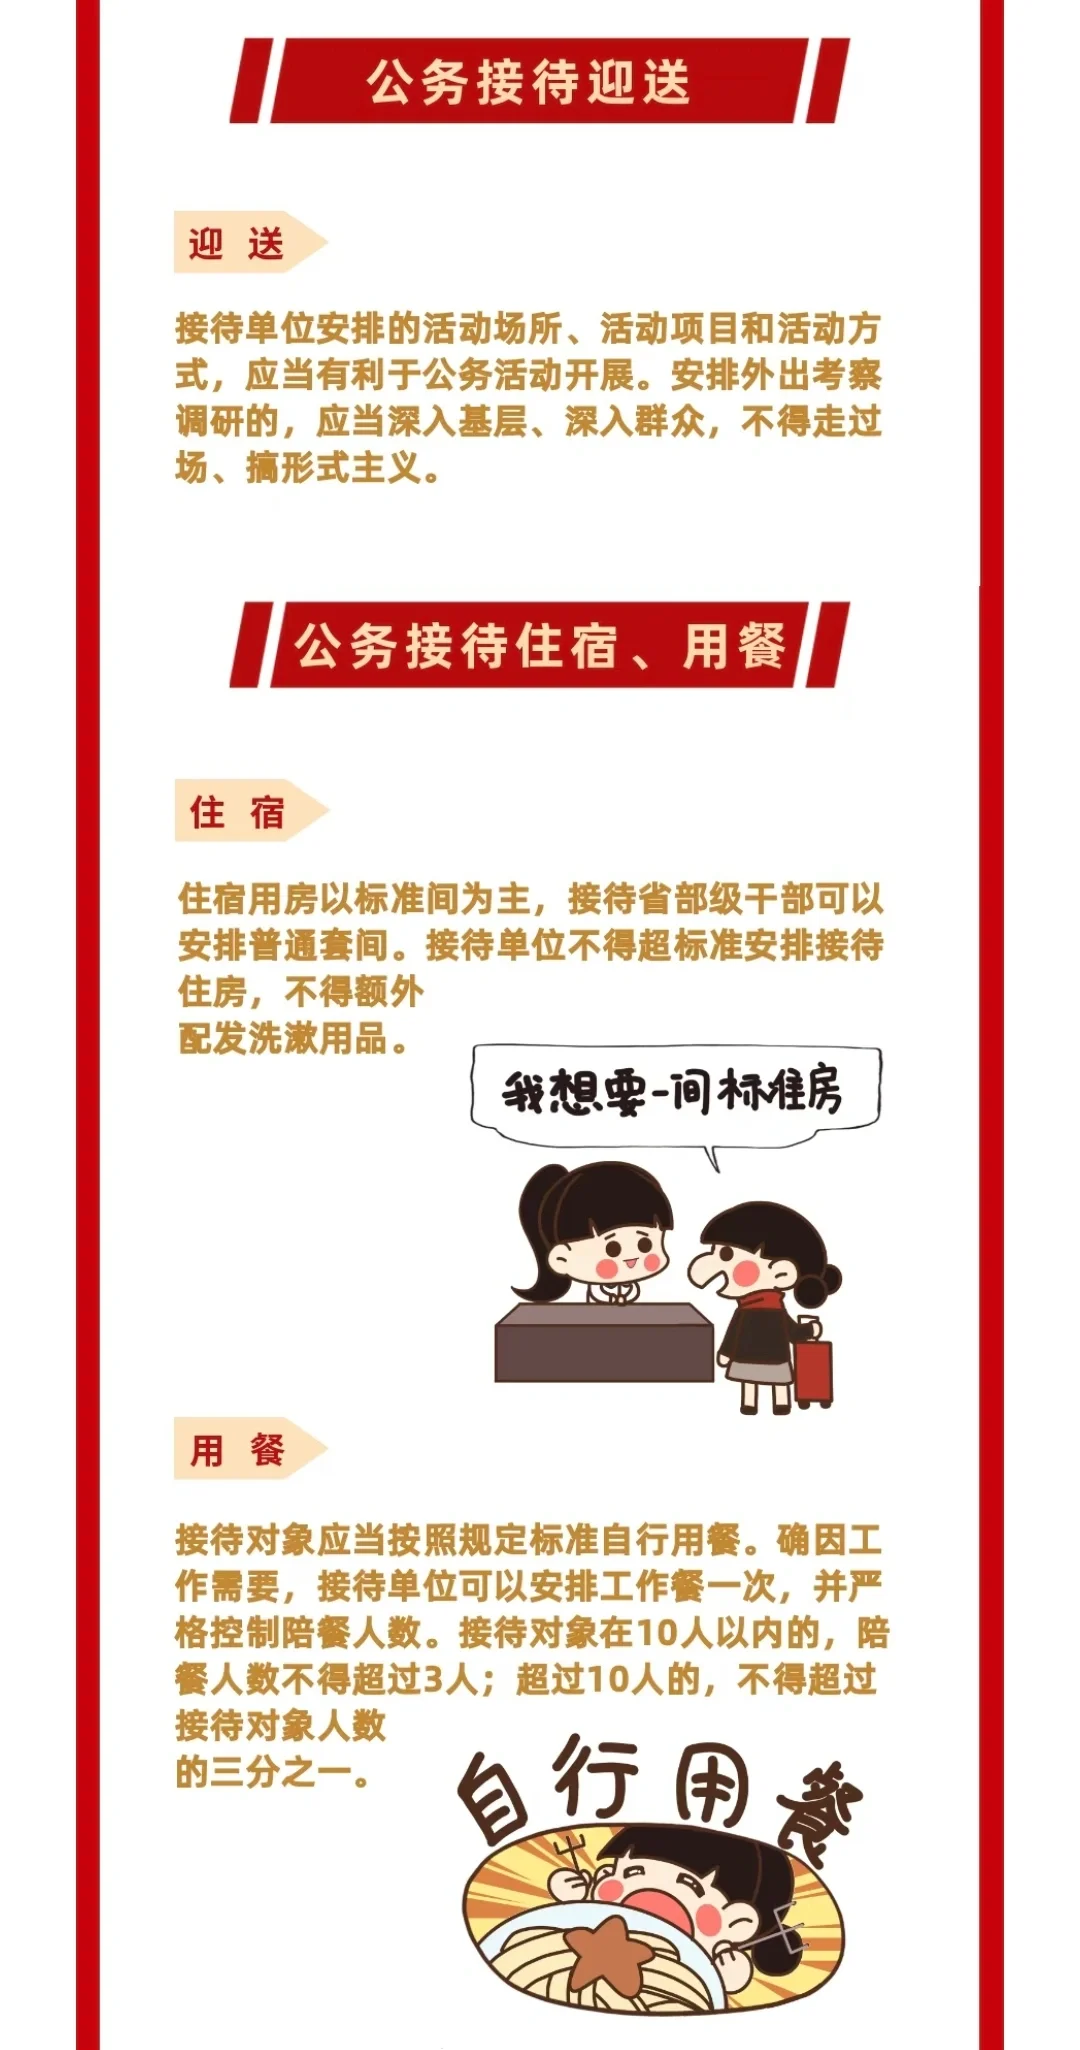 公务接待迎送
迎 送
接待单位安排的活动场所、活动项目和活动方
式，应当有利于公务活动开展。安排外出考察
调研的，应当深入基层、深入群众，不得走过
场、搞形式主义。
公务接待住宿、用餐
住 宿
住宿用房以标准间为主，接待省部级干部可以
安排普通套间。接待单位不得超标准安排接待
住房，不得额外
配发洗漱用品。
我想要一间标准房
用 餐
接待对象应当按照规定标准自行用餐。确因工
作需要，接待单位可以安排工作餐一次，并严
格控制陪餐人数。接待对象在10人以内的，陪
餐人数不得超过3人；超过10人的，不得超过
接待对象人数
的三分之一。
自行用餐